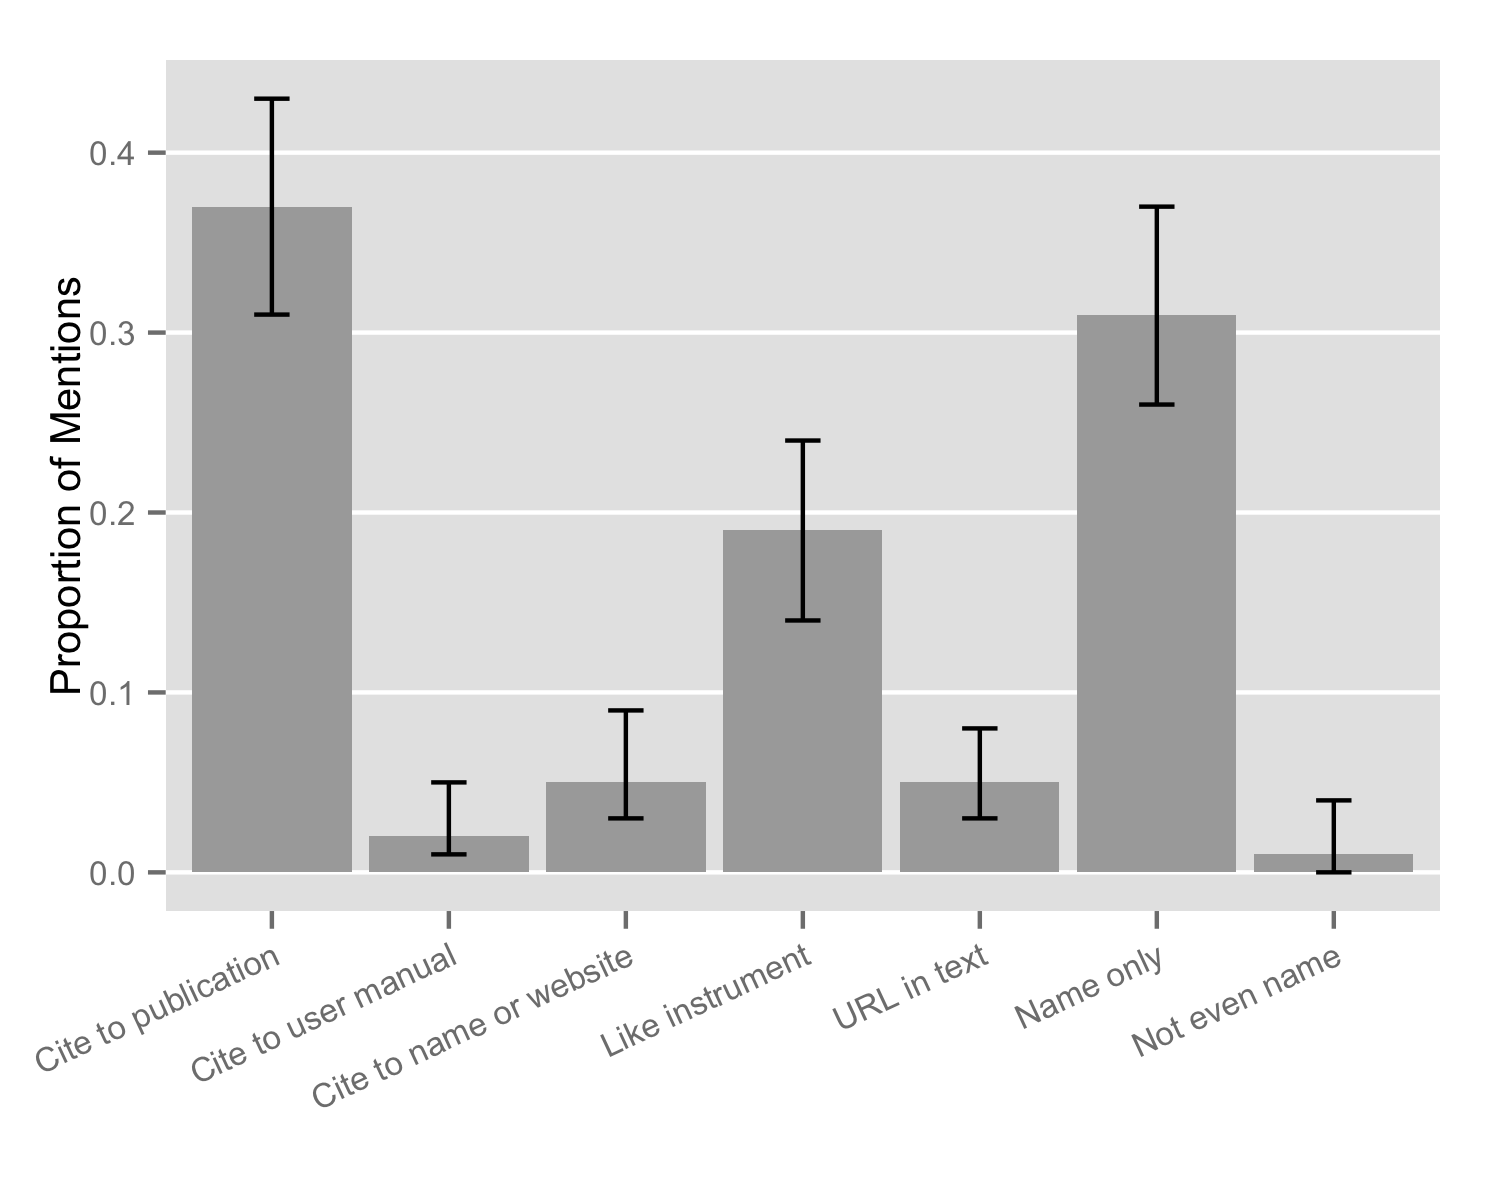 Proportion of Mentions
0.4
0.3
0.2
0.1
0.0
Cite to publication
Cite to user manual
Cite to name or website
Like instrument
URL in text
Name only
Not even name